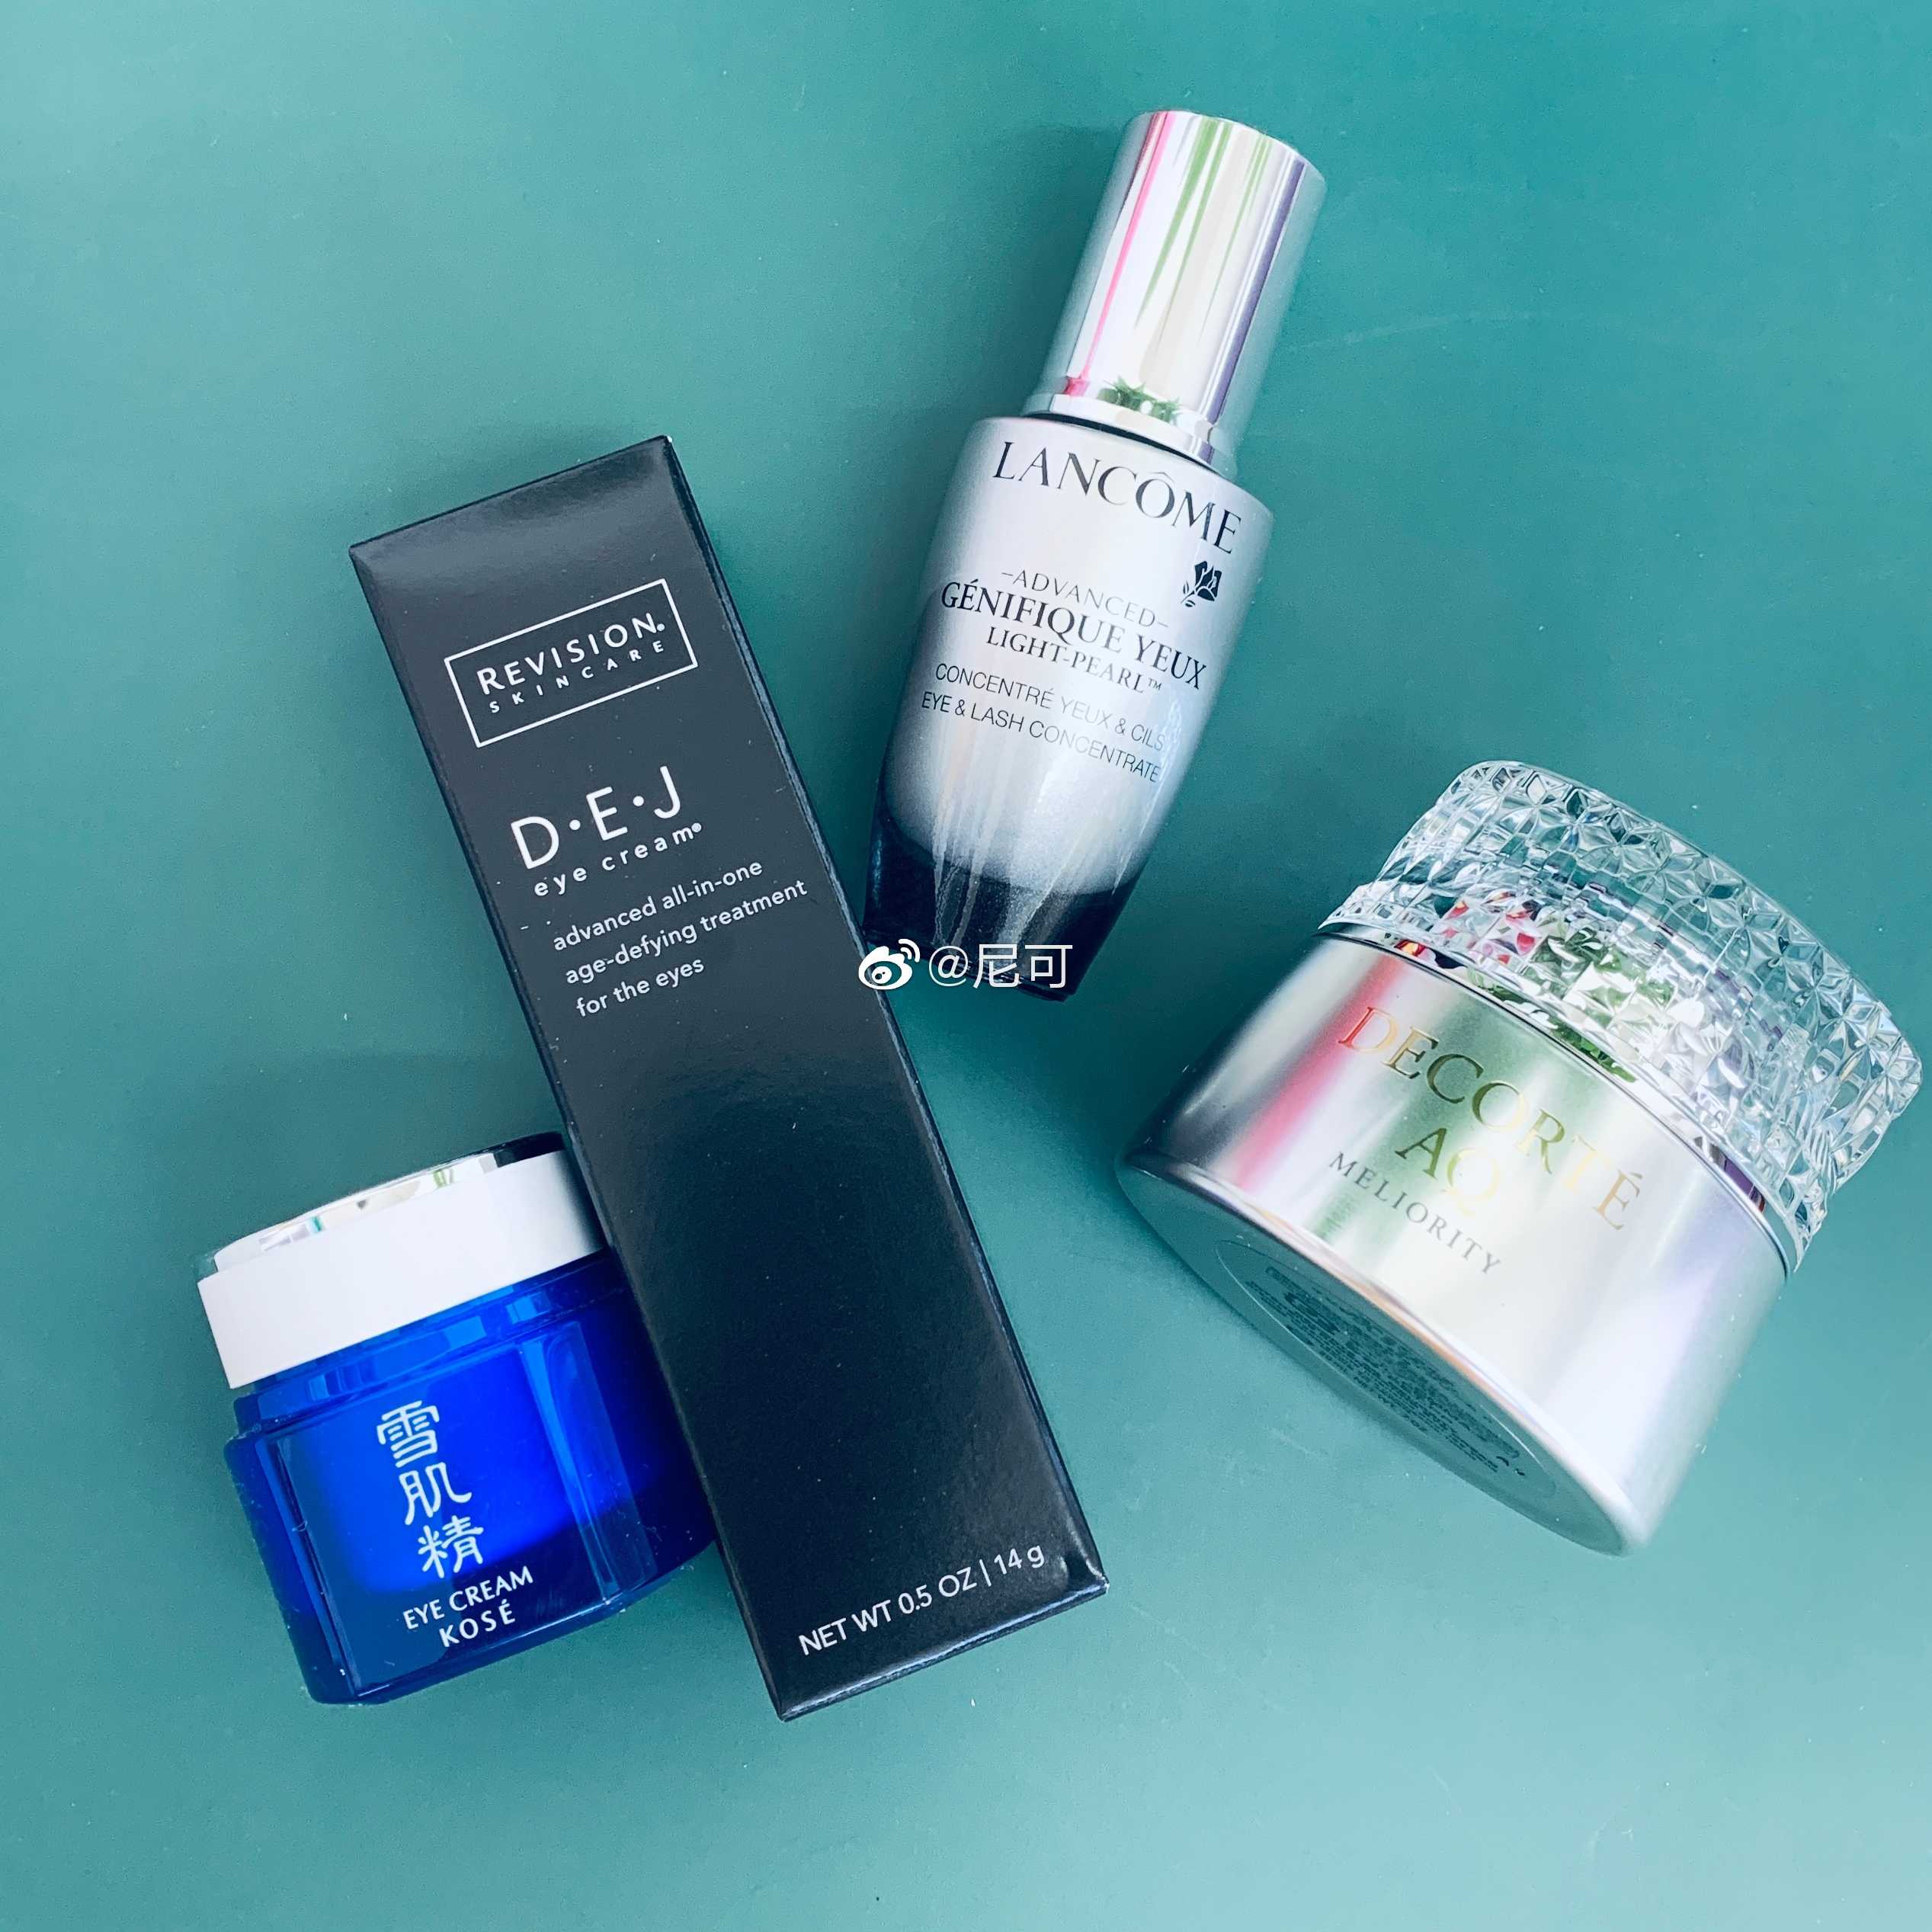 LANCÔME
–ADVANCED–
GÉNIFIQUE YEUX
LIGHT-PEARL™
CONCENTRÉ YEUX & CILS
EYE & LASH CONCENTRATE
REVISION®
SKINCARE
D·E·J
eye cream®
advanced all-in-one
age-defying treatment
for the eyes
NET WT 0.5 OZ | 14 g
@尼可
DECORTÉ
AQ
MELIORITY
雪肌精
EYE CREAM
KOSÉ